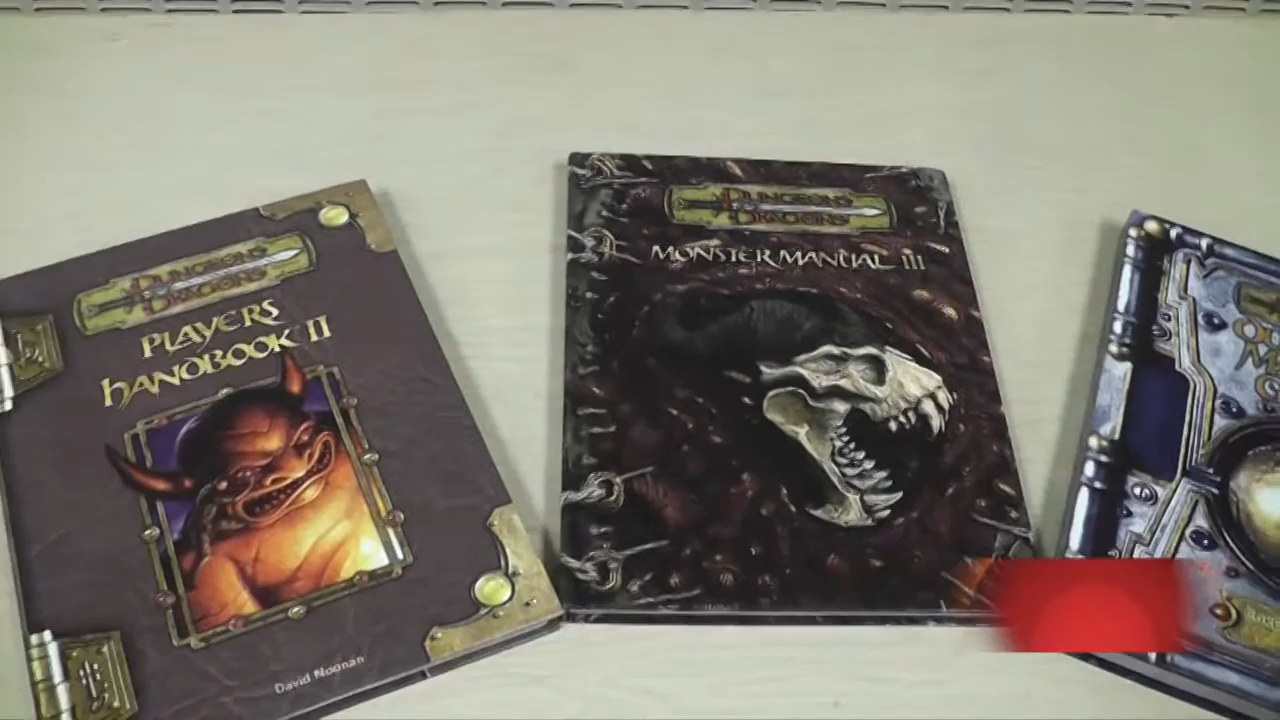 DUNGEONS
DRAGONS
PLAYERS
HANDBOOK II
David Noonan
DUNGEONS
DRAGONS
MONSTER MANUAL III